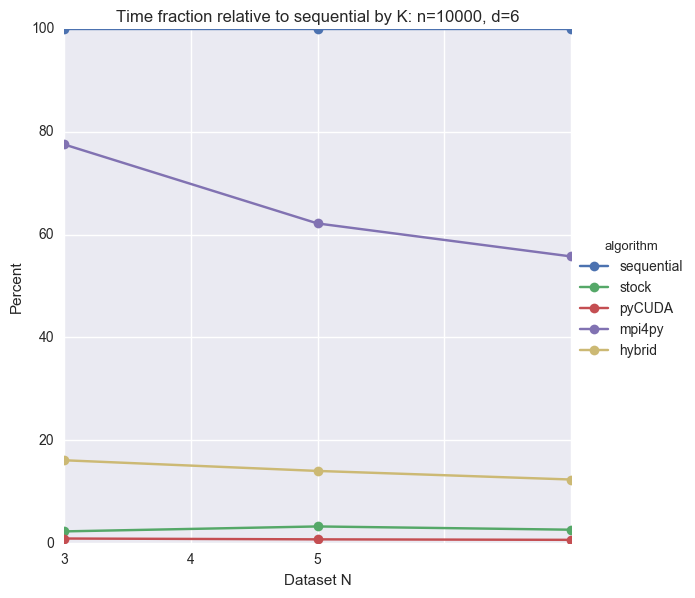 Time fraction relative to sequential by K: n=10000, d=6
100
80
60
40
20
0
Percent
3
4
5
Dataset N
algorithm
sequential
stock
pyCUDA
mpi4py
hybrid